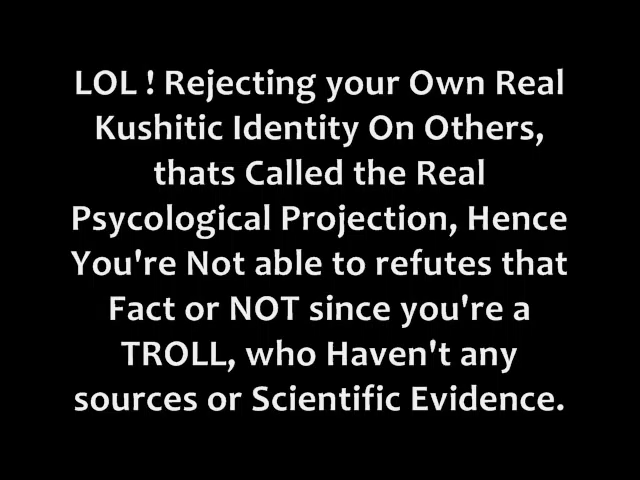 LOL ! Rejecting your Own Real
Kushitic Identity On Others,
thats Called the Real
Psycological Projection, Hence
You're Not able to refutes that
Fact or NOT since you're a
TROLL, who Haven't any
sources or Scientific Evidence.